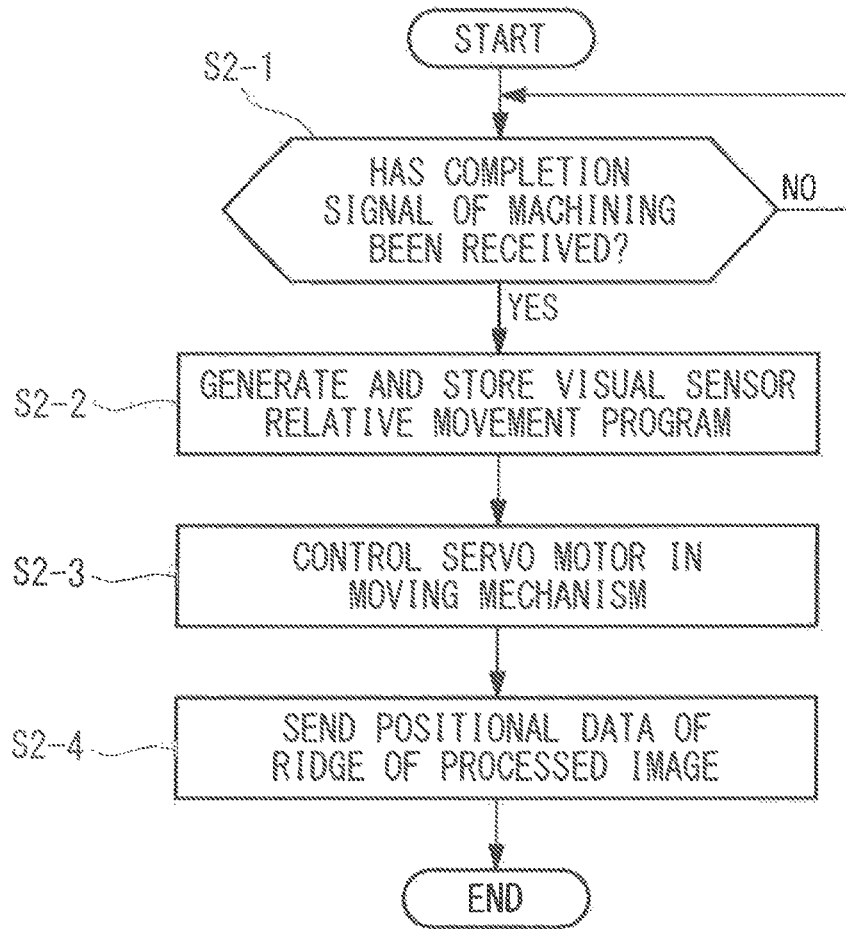 START
S2-1
HAS COMPLETION
SIGNAL OF MACHINING
BEEN RECEIVED?
NO
YES
S2-2
GENERATE AND STORE VISUAL SENSOR
RELATIVE MOVEMENT PROGRAM
S2-3
CONTROL SERVO MOTOR IN
MOVING MECHANISM
S2-4
SEND POSITIONAL DATA OF
RIDGE OF PROCESSED IMAGE
END